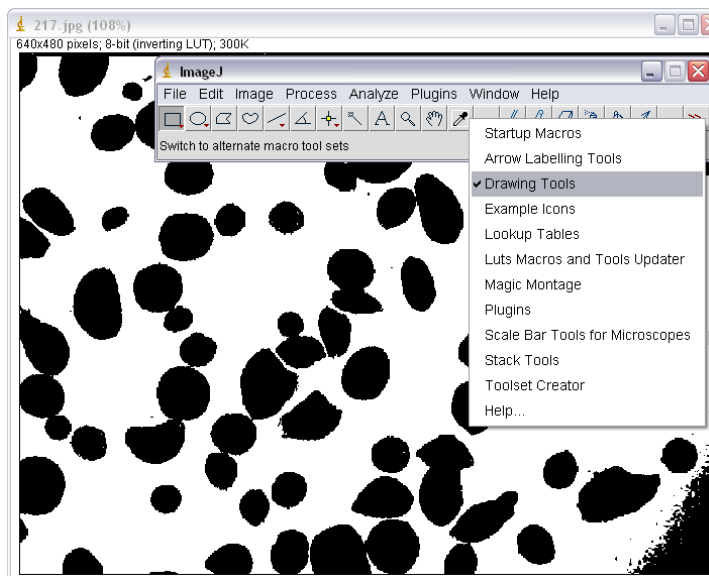 217.jpg (108%)
640x480 pixels; 8-bit (inverting LUT); 300K
ImageJ
File Edit Image Process Analyze Plugins Window Help
A
Switch to alternate macro tool sets
Startup Macros
Arrow Labelling Tools
Drawing Tools
Example Icons
Lookup Tables
Luts Macros and Tools Updater
Magic Montage
Plugins
Scale Bar Tools for Microscopes
Stack Tools
Toolset Creator
Help...